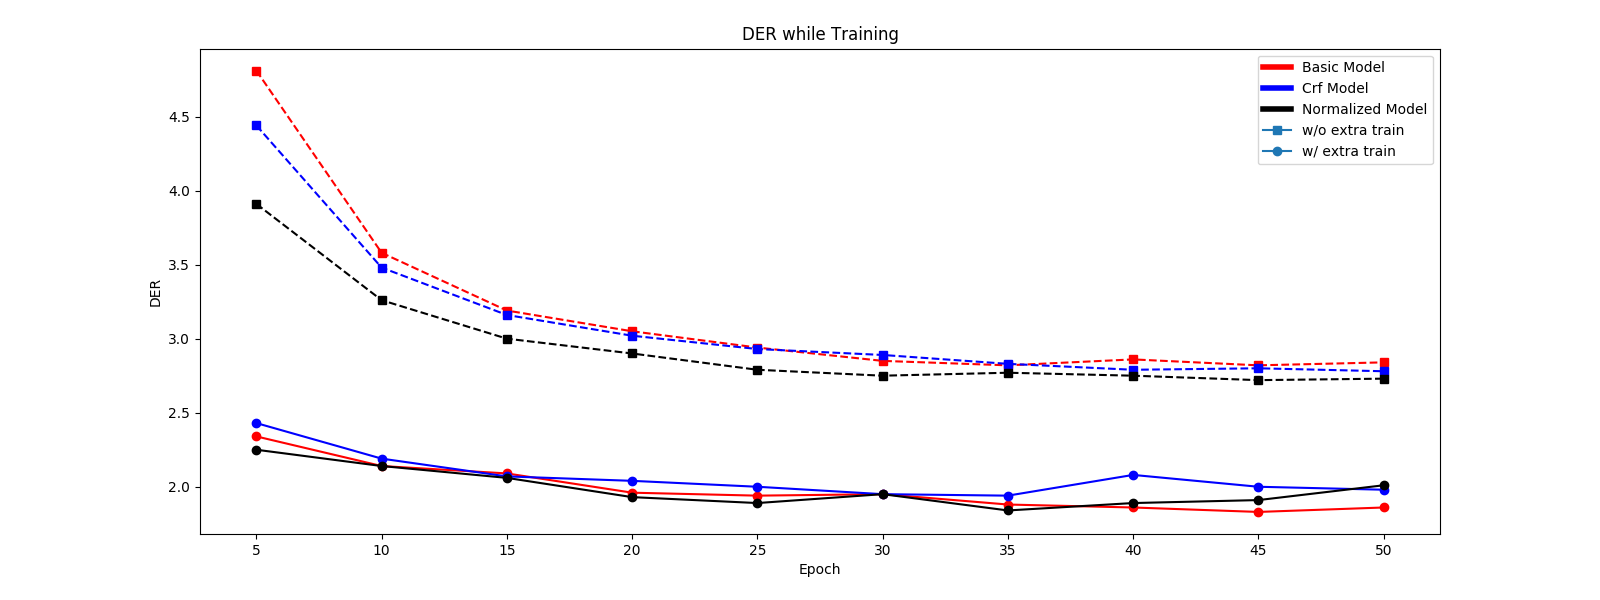 DER while Training
Basic Model
Crf Model
Normalized Model
w/o extra train
w/ extra train
4.5
4.0
3.5
3.0
2.5
2.0
DER
5 10 15 20 25 30 35 40 45 50
Epoch